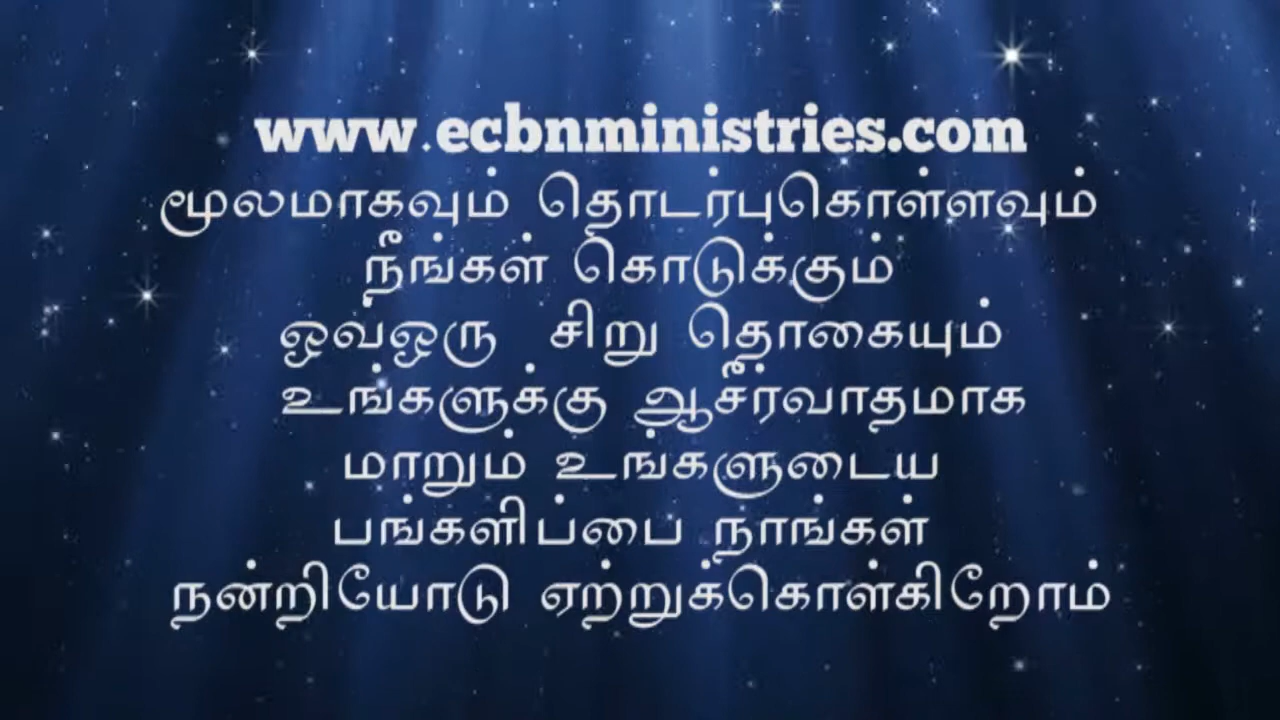 www.ecbnministries.com
மூலமாகவும் தொடர்புகொள்ளவும்
நீங்கள் கொடுக்கும்
ஒவ்ஒரு சிறு தொகையும்
உங்களுக்கு ஆசீர்வாதமாக
மாறும் உங்களுடைய
பங்களிப்பை நாங்கள்
நன்றியோடு ஏற்றுக்கொள்கிறோம்